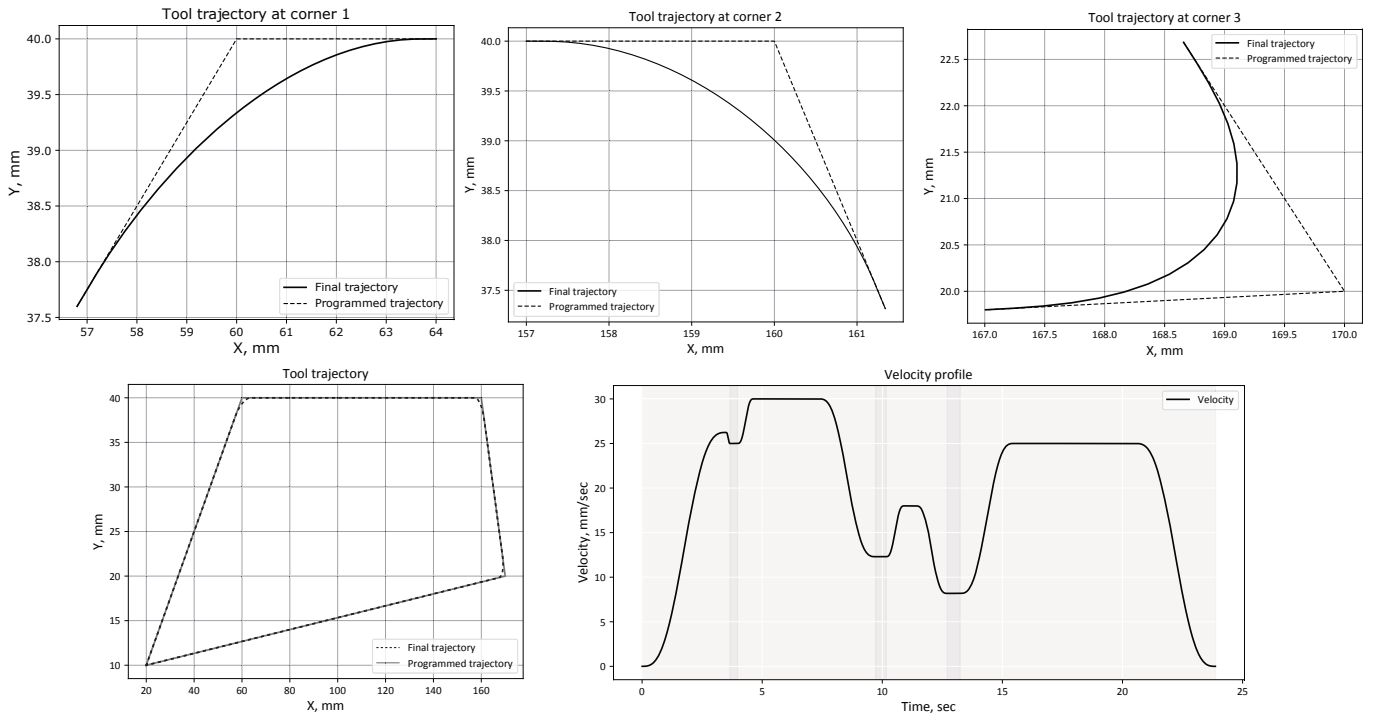 Tool trajectory at corner 1
40.0
39.5
39.0
38.5
38.0
37.5
Y, mm
57 58 59 60 61 62 63 64
X, mm
Final trajectory
Programmed trajectory
Tool trajectory at corner 2
40.0
39.5
39.0
38.5
38.0
37.5
Y, mm
157 158 159 160 161
X, mm
Final trajectory
Programmed trajectory
Tool trajectory at corner 3
22.5
22.0
21.5
21.0
20.5
20.0
Y, mm
167.0 167.5 168.0 168.5 169.0 169.5 170.0
X, mm
Final trajectory
Programmed trajectory
Tool trajectory
40
35
30
25
20
15
10
Y, mm
20 40 60 80 100 120 140 160
X, mm
Final trajectory
Programmed trajectory
Velocity profile
30
25
20
15
10
5
0
Velocity, mm/sec
0 5 10 15 20 25
Time, sec
Velocity